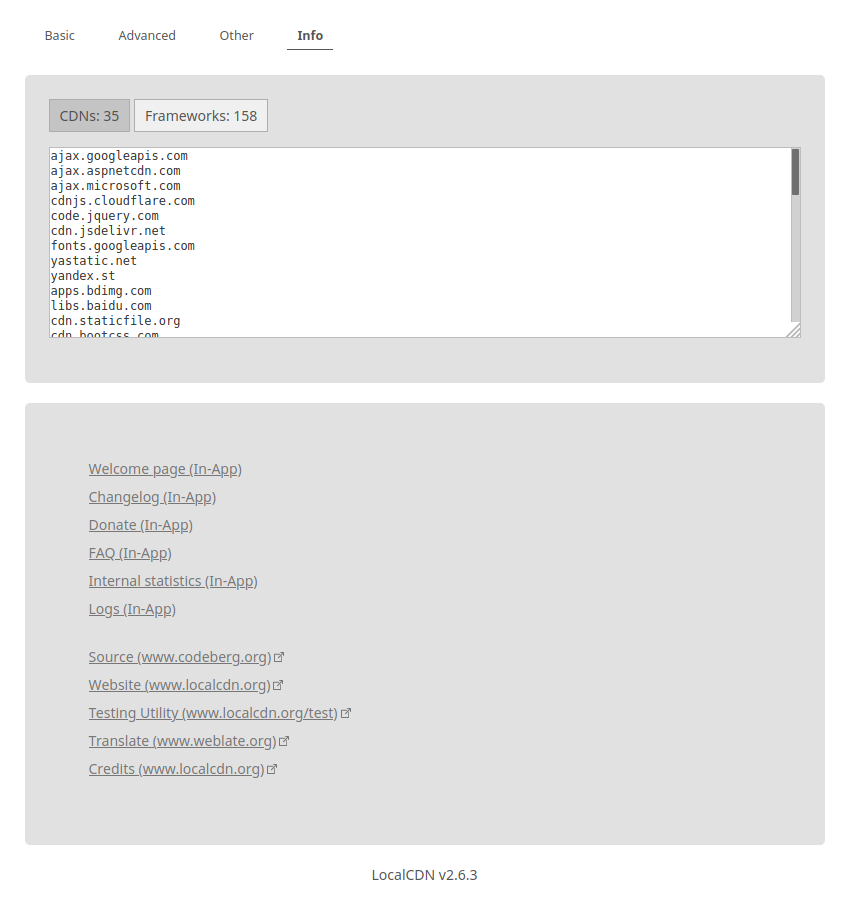 Basic Advanced Other Info
CDNs: 35 Frameworks: 158
ajax.googleapis.com
ajax.aspnetcdn.com
ajax.microsoft.com
cdnjs.cloudflare.com
code.jquery.com
cdn.jsdelivr.net
fonts.googleapis.com
yastatic.net
yandex.st
apps.bdimg.com
libs.baidu.com
cdn.staticfile.org
cdn.bootcss.com
Welcome page (In-App)
Changelog (In-App)
Donate (In-App)
FAQ (In-App)
Internal statistics (In-App)
Logs (In-App)
Source (www.codeberg.org)
Website (www.localcdn.org)
Testing Utility (www.localcdn.org/test)
Translate (www.weblate.org)
Credits (www.localcdn.org)
LocalCDN v2.6.3